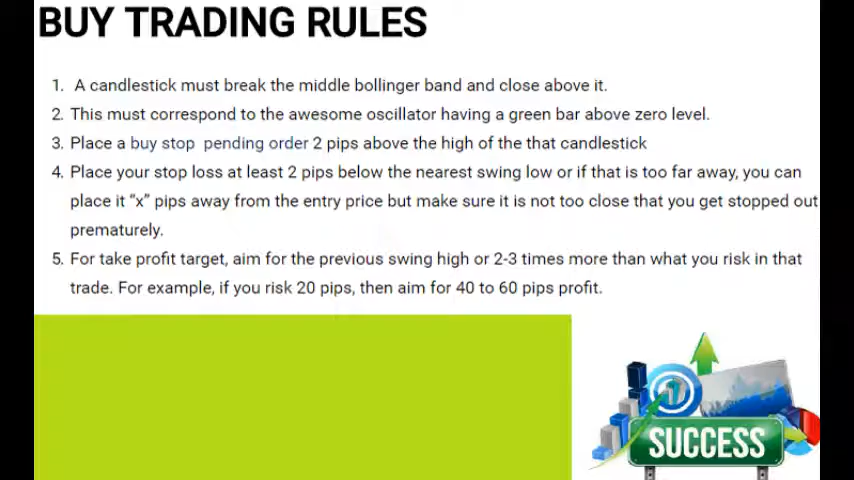 BUY TRADING RULES
1. A candlestick must break the middle bollinger band and close above it.
2. This must correspond to the awesome oscillator having a green bar above zero level.
3. Place a buy stop pending order 2 pips above the high of the that candlestick
4. Place your stop loss at least 2 pips below the nearest swing low or if that is too far away, you can
place it “x” pips away from the entry price but make sure it is not too close that you get stopped out
prematurely.
5. For take profit target, aim for the previous swing high or 2-3 times more than what you risk in that
trade. For example, if you risk 20 pips, then aim for 40 to 60 pips profit.
SUCCESS